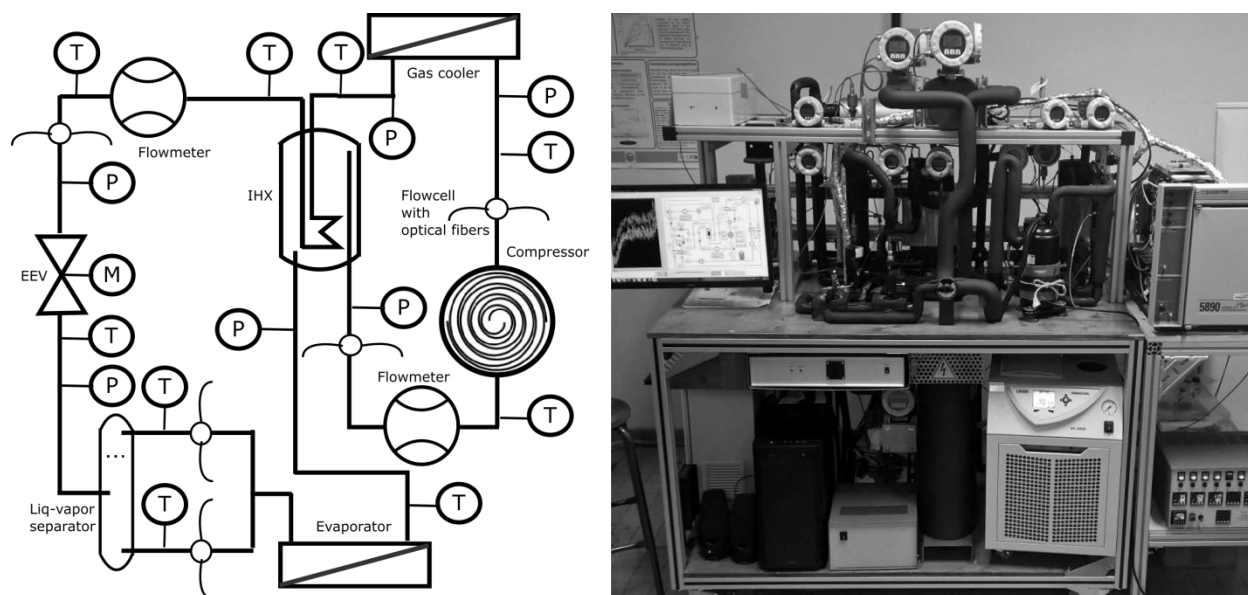 T
T
T
P
Gas cooler
P
T
Flowmeter
P
IHX
Flowcell
with
optical fibers
Compressor
EEV
M
T
P
P
P
T
Flowmeter
T
...
T
T
Liq-vapor
separator
Evaporator
5890